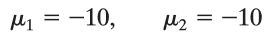 μ₁ = −10, μ₂ = −10